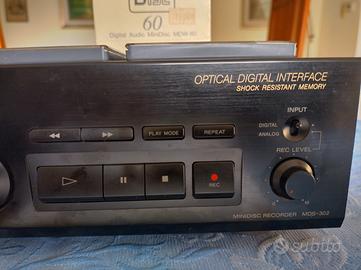 60
Digital Audio MiniDisc MDW-60
OPTICAL DIGITAL INTERFACE
SHOCK RESISTANT MEMORY
INPUT
DIGITAL
ANALOG
PLAY MODE
REPEAT
REC LEVEL
REC
MINIDISC RECORDER MDS-302
subito